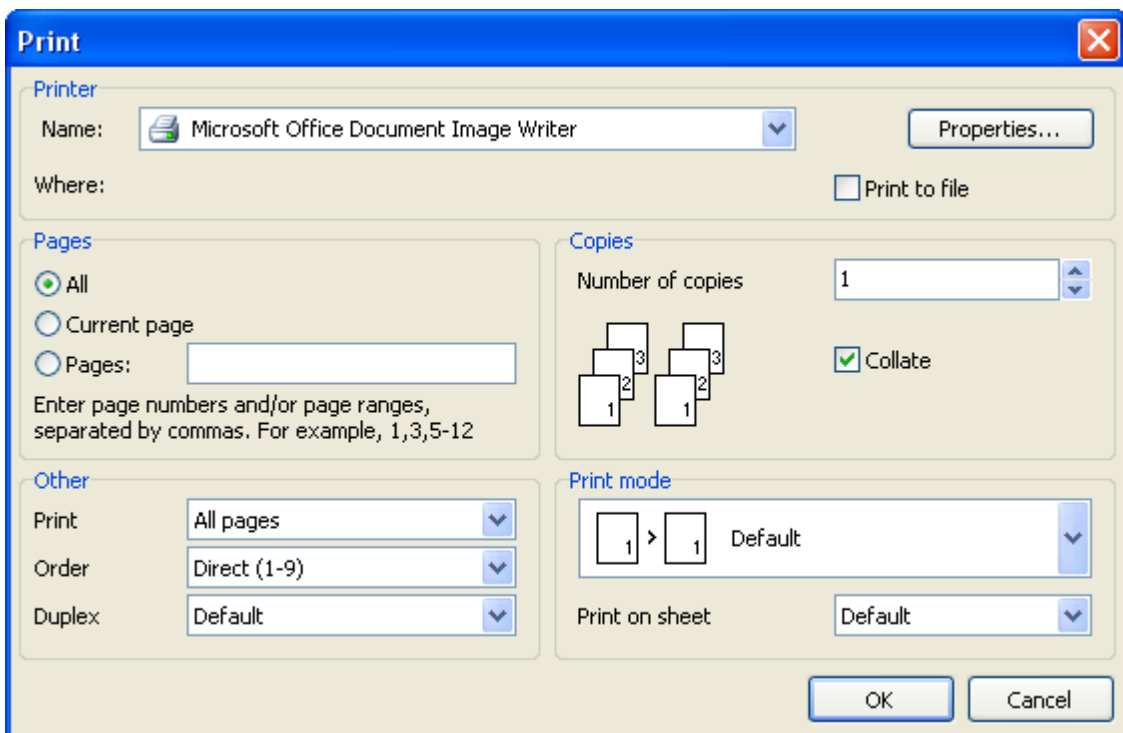 Print
Printer
Name: Microsoft Office Document Image Writer Properties...
Where: Print to file
Pages
All
Current page
Pages:
Enter page numbers and/or page ranges,
separated by commas. For example, 1,3,5-12
Copies
Number of copies 1
3 3
2 2
1 1
Collate
Other
Print All pages
Order Direct (1-9)
Duplex Default
Print mode
1 > 1 Default
Print on sheet Default
OK Cancel